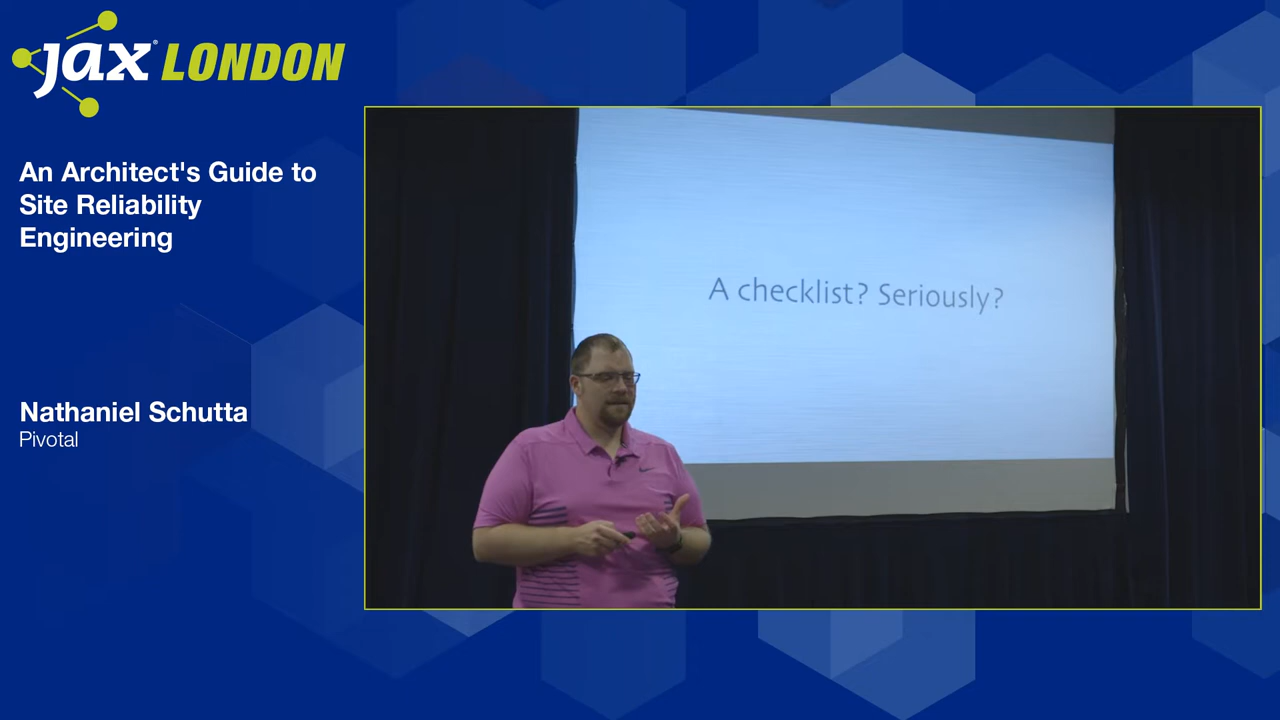 jax® LONDON
An Architect's Guide to
Site Reliability
Engineering
Nathaniel Schutta
Pivotal
A checklist? Seriously?